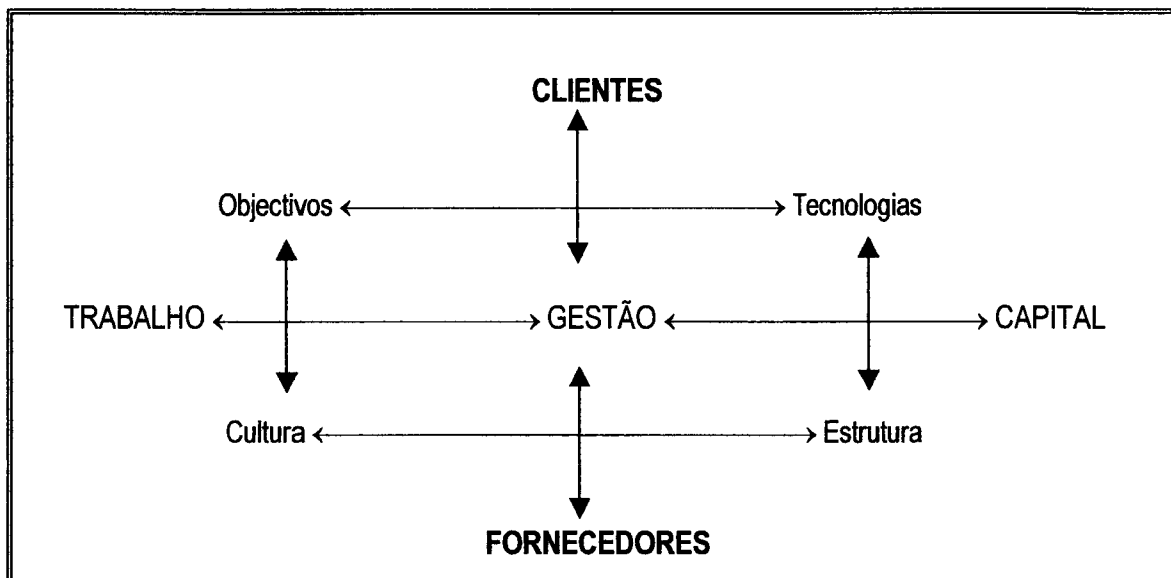 CLIENTES
Objectivos Tecnologias
TRABALHO GESTÃO CAPITAL
Cultura Estrutura
FORNECEDORES